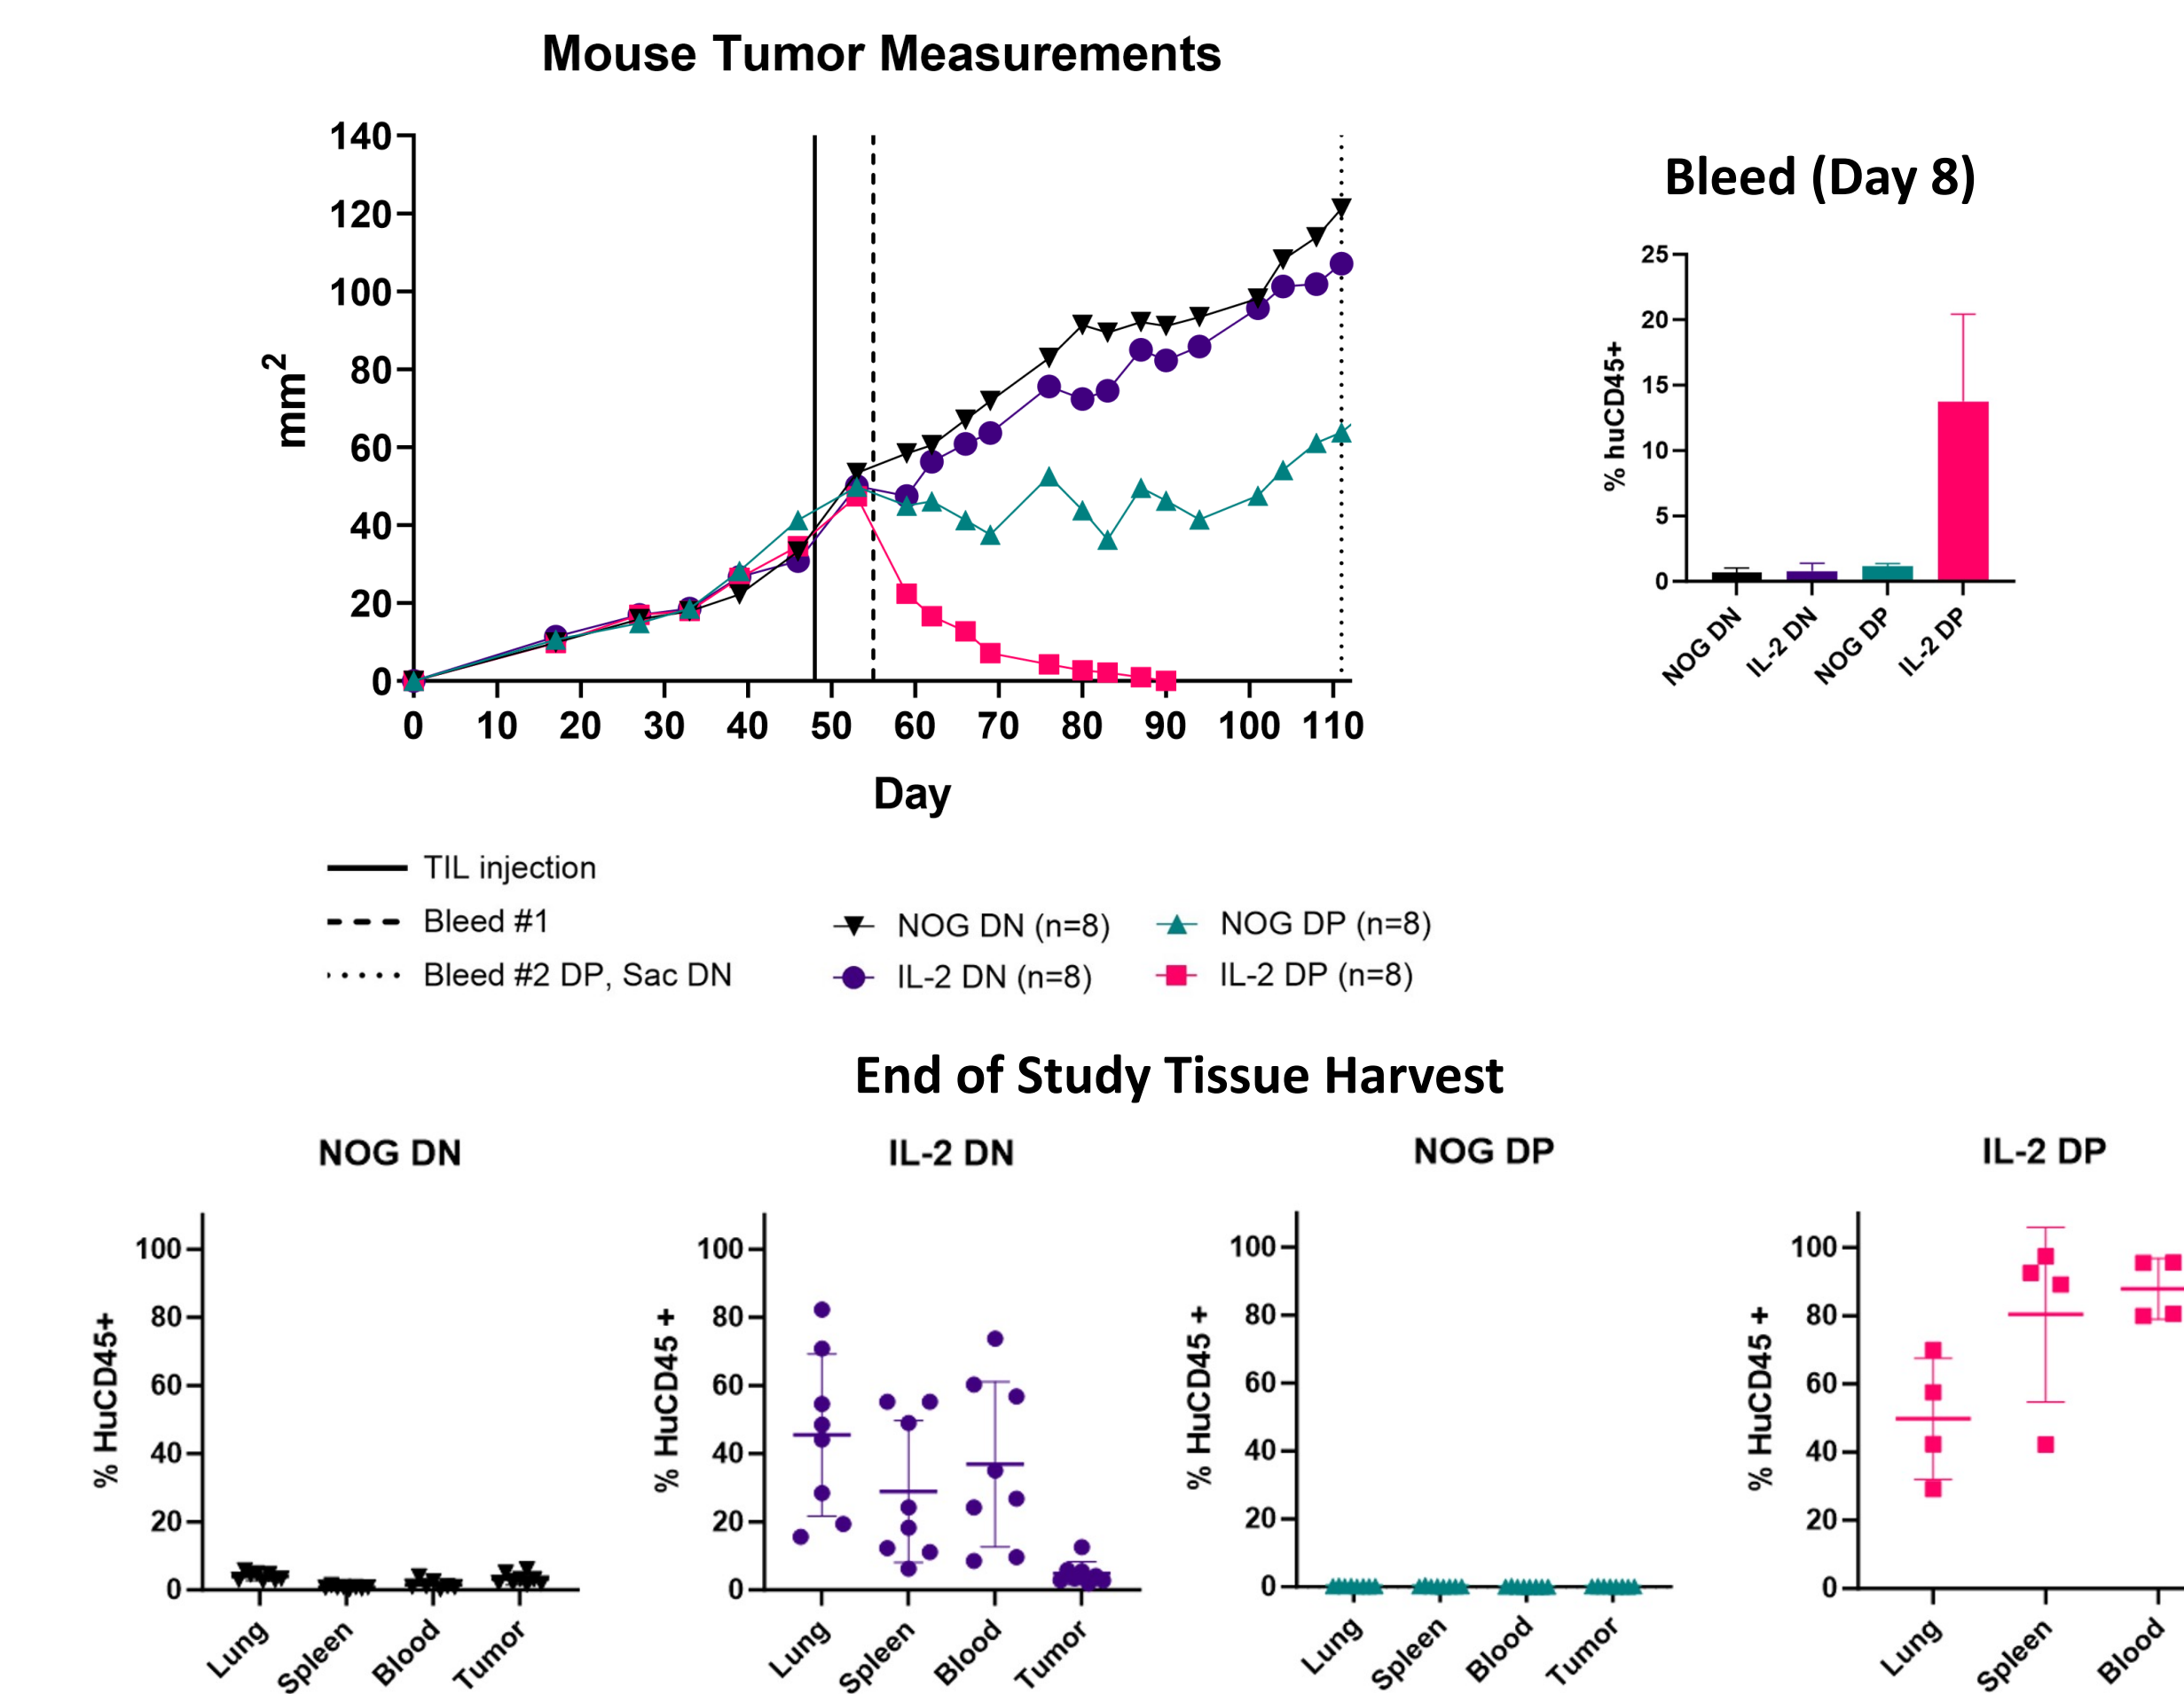 Mouse Tumor Measurements
mm2
140
120
100
80
60
40
20
0
0 10 20 30 40 50 60 70 80 90 100 110
Day
TIL injection
Bleed #1
Bleed #2 DP, Sac DN
NOG DN (n=8)
IL-2 DN (n=8)
NOG DP (n=8)
IL-2 DP (n=8)
Bleed (Day 8)
% huCD45+
25
20
15
10
5
0
NOG DN IL-2 DN NOG DP IL-2 DP
End of Study Tissue Harvest
NOG DN
% HuCD45+
100
80
60
40
20
0
Lung Spleen Blood Tumor
IL-2 DN
% HuCD45 +
100
80
60
40
20
0
Lung Spleen Blood Tumor
NOG DP
% HuCD45 +
100
80
60
40
20
0
Lung Spleen Blood Tumor
IL-2 DP
% HuCD45 +
100
80
60
40
20
0
Lung Spleen Blood